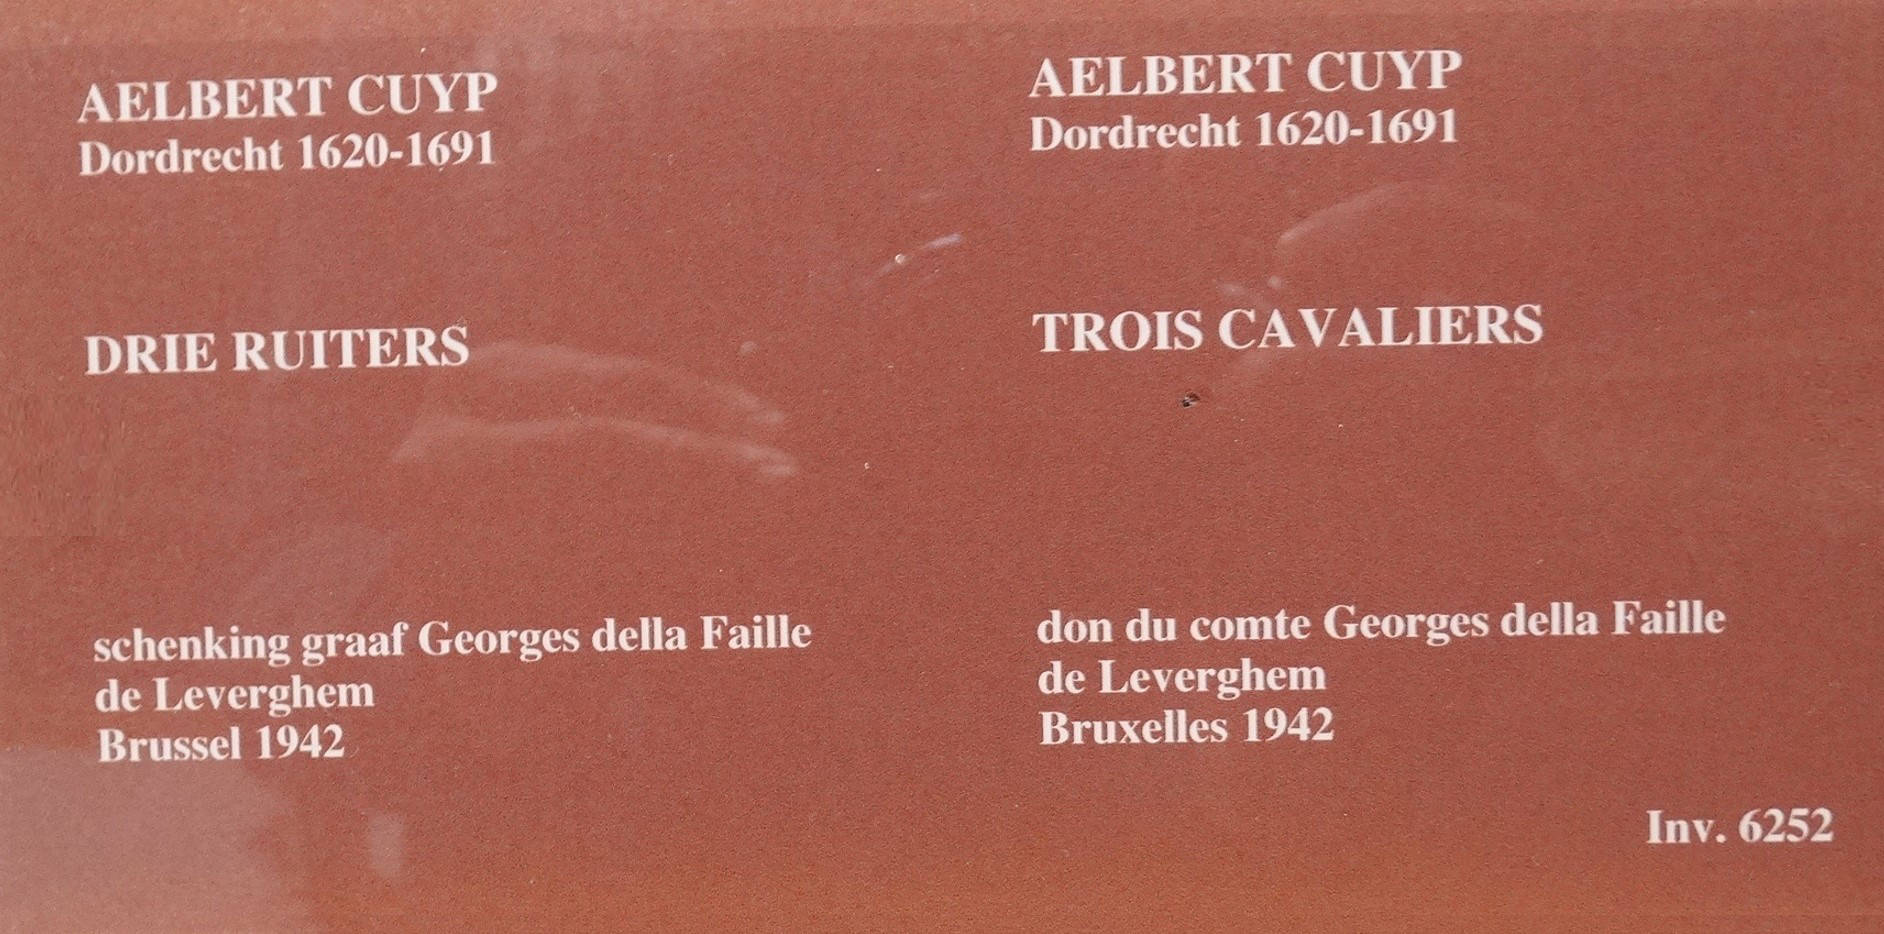 AELBERT CUYP
Dordrecht 1620-1691
DRIE RUITERS
schenking graaf Georges della Faille
de Leverghem
Brussel 1942
AELBERT CUYP
Dordrecht 1620-1691
TROIS CAVALIERS
don du comte Georges della Faille
de Leverghem
Bruxelles 1942
Inv. 6252